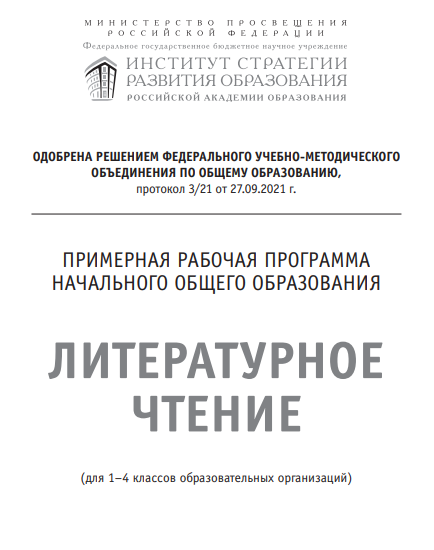 МИНИСТЕРСТВО ПРОСВЕЩЕНИЯ
РОССИЙСКОЙ ФЕДЕРАЦИИ
Федеральное государственное бюджетное научное учреждение
ИНСТИТУТ СТРАТЕГИИ
РАЗВИТИЯ ОБРАЗОВАНИЯ
РОССИЙСКОЙ АКАДЕМИИ ОБРАЗОВАНИЯ
ОДОБРЕНА РЕШЕНИЕМ ФЕДЕРАЛЬНОГО УЧЕБНО-МЕТОДИЧЕСКОГО
ОБЪЕДИНЕНИЯ ПО ОБЩЕМУ ОБРАЗОВАНИЮ,
протокол 3/21 от 27.09.2021 г.
ПРИМЕРНАЯ РАБОЧАЯ ПРОГРАММА
НАЧАЛЬНОГО ОБЩЕГО ОБРАЗОВАНИЯ
ЛИТЕРАТУРНОЕ
ЧТЕНИЕ
(для 1–4 классов образовательных организаций)